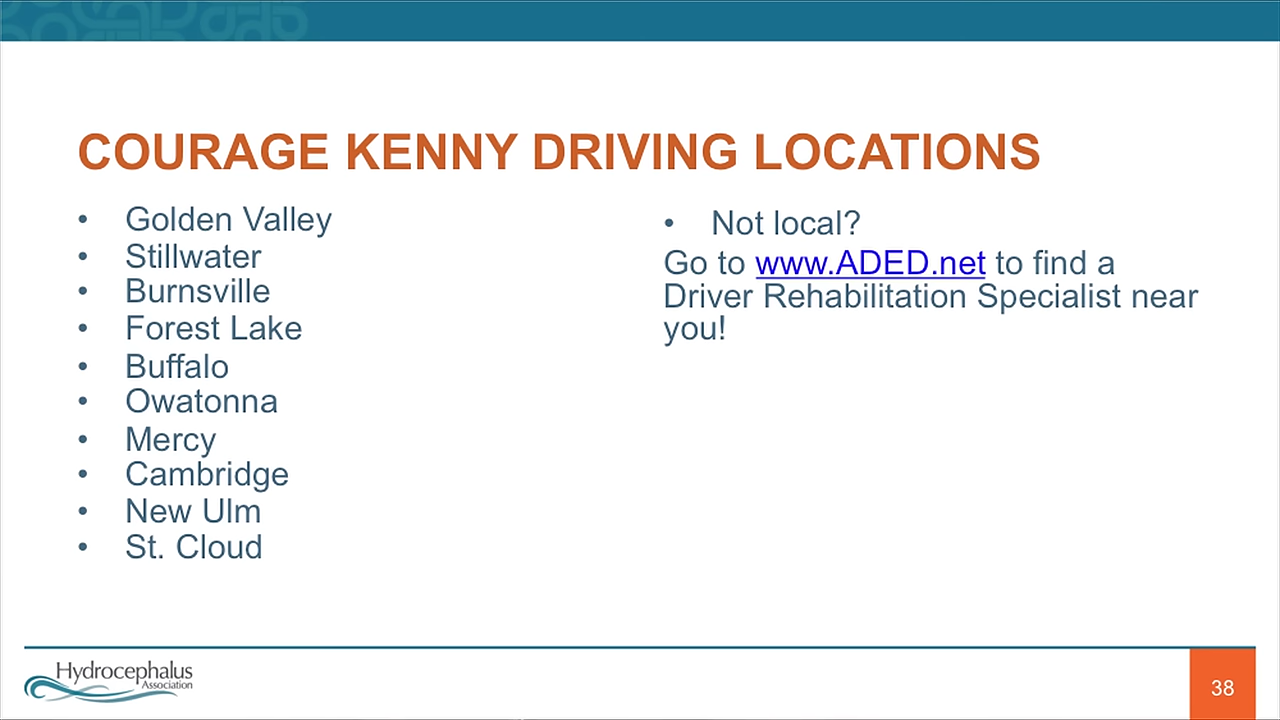 COURAGE KENNY DRIVING LOCATIONS
• Golden Valley
• Stillwater
• Burnsville
• Forest Lake
• Buffalo
• Owatonna
• Mercy
• Cambridge
• New Ulm
• St. Cloud
• Not local?
Go to www.ADED.net to find a
Driver Rehabilitation Specialist near
you!
Hydrocephalus
Association
38